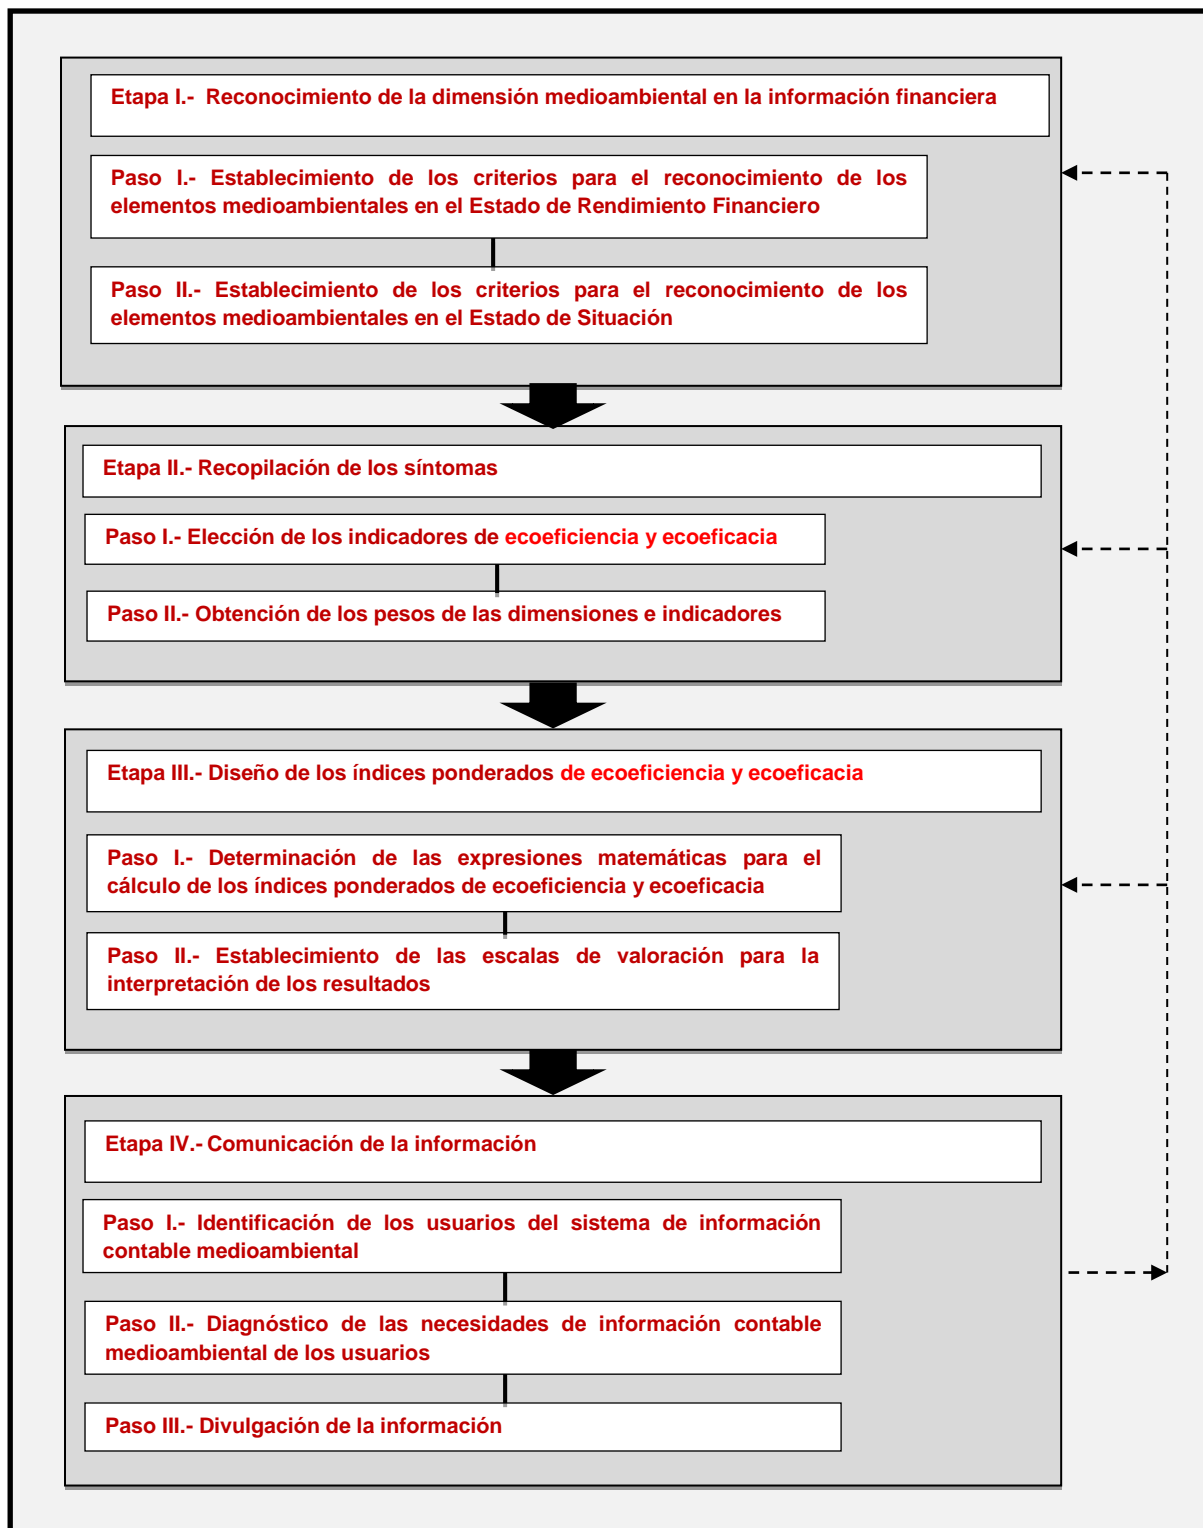 Etapa I.- Reconocimiento de la dimensión medioambiental en la información financiera
Paso I.- Establecimiento de los criterios para el reconocimiento de los
elementos medioambientales en el Estado de Rendimiento Financiero
Paso II.- Establecimiento de los criterios para el reconocimiento de los
elementos medioambientales en el Estado de Situación
Etapa II.- Recopilación de los síntomas
Paso I.- Elección de los indicadores de ecoeficiencia y ecoeficacia
Paso II.- Obtención de los pesos de las dimensiones e indicadores
Etapa III.- Diseño de los índices ponderados de ecoeficiencia y ecoeficacia
Paso I.- Determinación de las expresiones matemáticas para el
cálculo de los índices ponderados de ecoeficiencia y ecoeficacia
Paso II.- Establecimiento de las escalas de valoración para la
interpretación de los resultados
Etapa IV.- Comunicación de la información
Paso I.- Identificación de los usuarios del sistema de información
contable medioambiental
Paso II.- Diagnóstico de las necesidades de información contable
medioambiental de los usuarios
Paso III.- Divulgación de la información